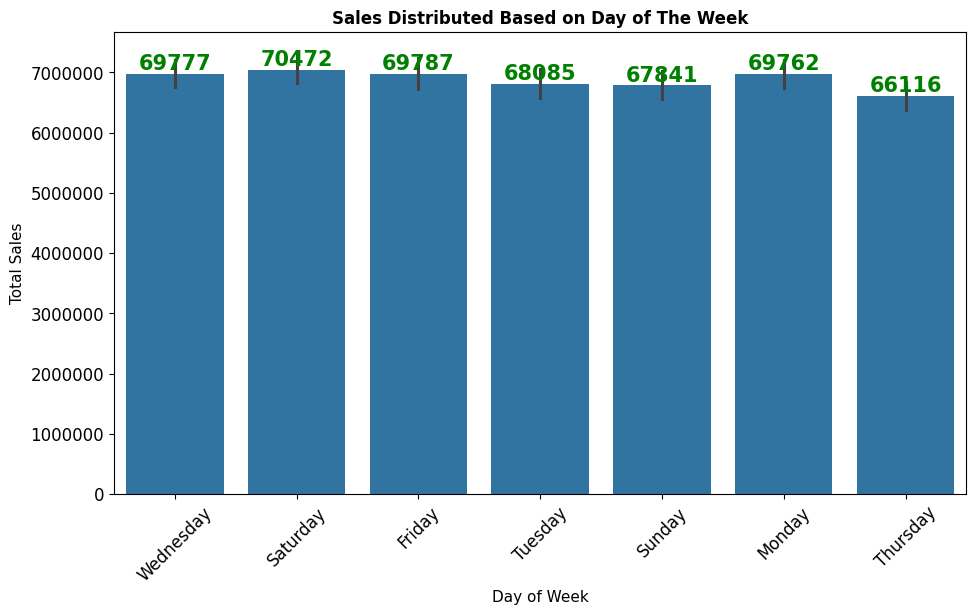 Sales Distributed Based on Day of The Week
69777
70472
69787
68085
67841
69762
66116
7000000
6000000
5000000
4000000
3000000
2000000
1000000
0
Total Sales
Wednesday
Saturday
Friday
Tuesday
Sunday
Monday
Thursday
Day of Week